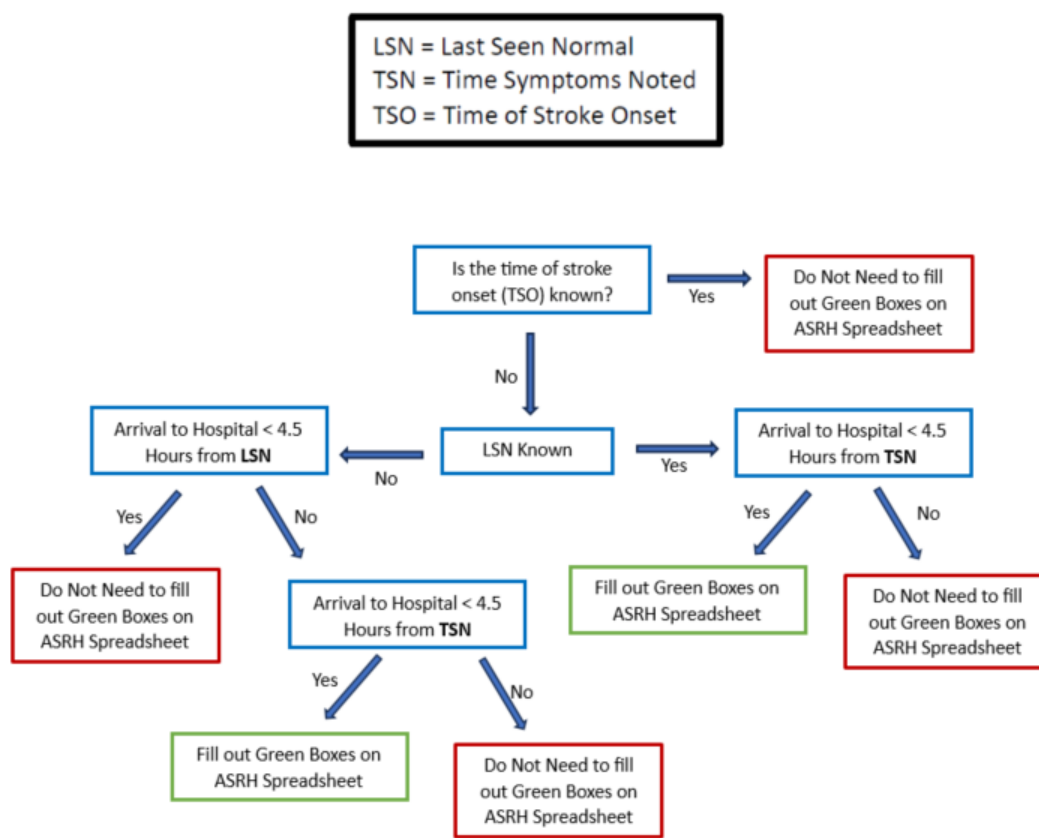 LSN = Last Seen Normal
TSN = Time Symptoms Noted
TSO = Time of Stroke Onset
Is the time of stroke
onset (TSO) known?
Yes
Do Not Need to fill
out Green Boxes on
ASRH Spreadsheet
No
Arrival to Hospital < 4.5
Hours from LSN
No
LSN Known
Yes
Arrival to Hospital < 4.5
Hours from TSN
Yes
No
Yes
No
Do Not Need to fill
out Green Boxes on
ASRH Spreadsheet
Arrival to Hospital < 4.5
Hours from TSN
Fill out Green Boxes on
ASRH Spreadsheet
Do Not Need to fill
out Green Boxes on
ASRH Spreadsheet
Yes
No
Fill out Green Boxes on
ASRH Spreadsheet
Do Not Need to fill
out Green Boxes on
ASRH Spreadsheet